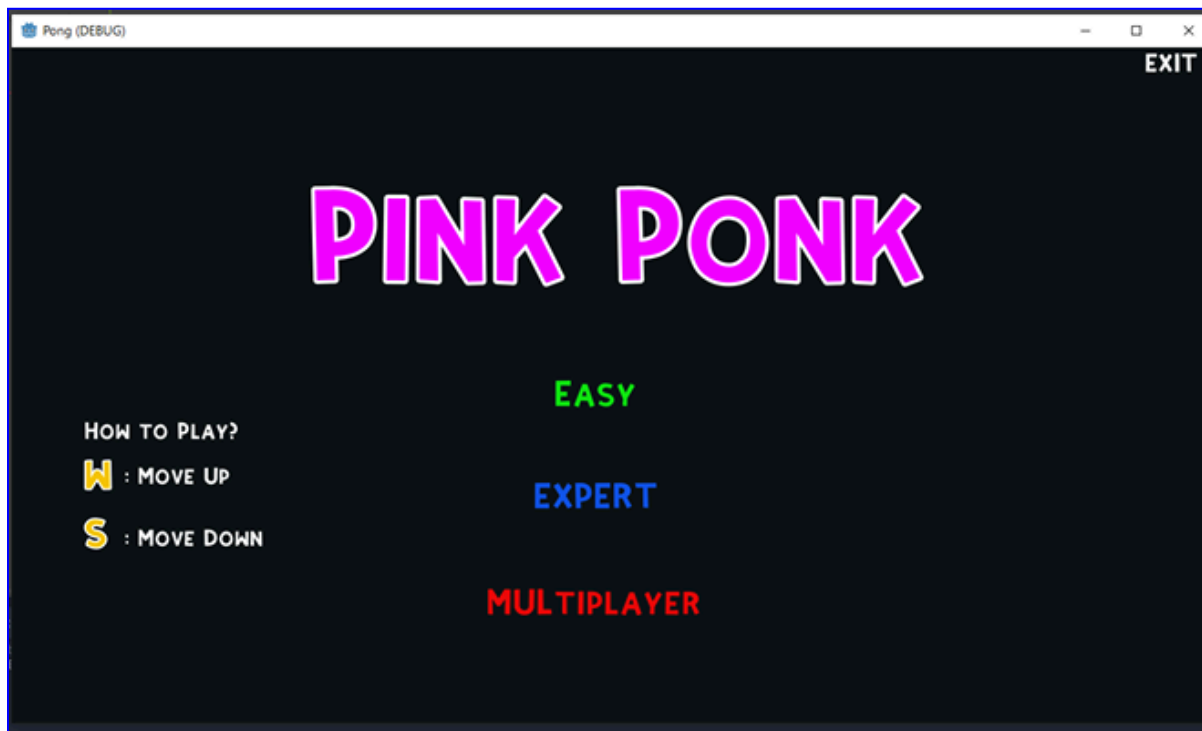 Pong (DEBUG)
EXIT
PINK PONK
EASY
HOW TO PLAY?
W : MOVE UP
EXPERT
S : MOVE DOWN
MULTIPLAYER